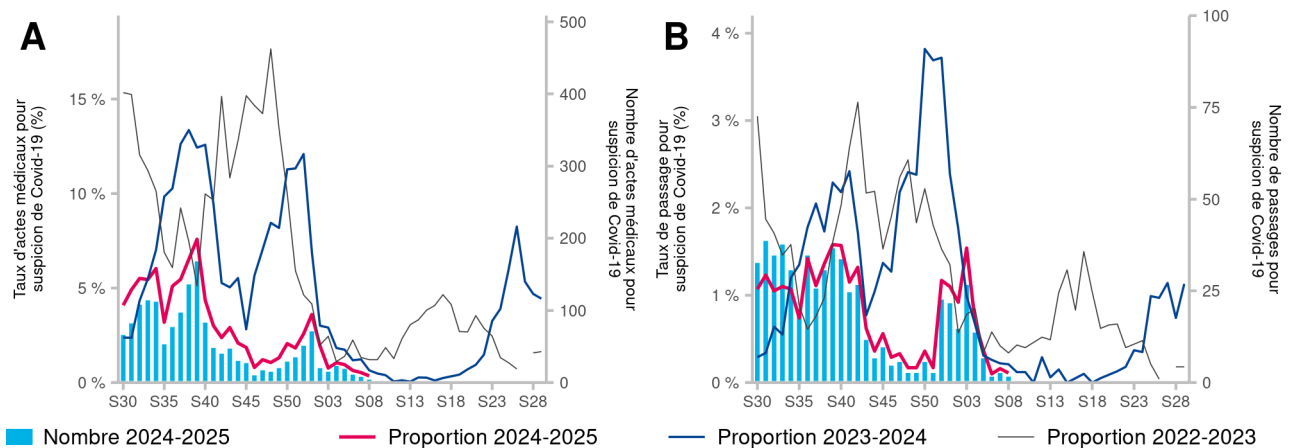 A
Taux d'actes médicaux pour
suspicion de Covid-19 (%)
15 %
10 %
5 %
0 %
500
400
300
200
100
0
Nombre d'actes médicaux pour
suspicion de Covid-19
S30 S35 S40 S45 S50 S03 S08 S13 S18 S23 S28
B
Taux de passage pour
suspicion de Covid-19 (%)
4 %
3 %
2 %
1 %
0 %
100
75
50
25
0
Nombre de passages pour
suspicion de Covid-19
S30 S35 S40 S45 S50 S03 S08 S13 S18 S23 S28
Nombre 2024-2025 Proportion 2024-2025 Proportion 2023-2024 Proportion 2022-2023